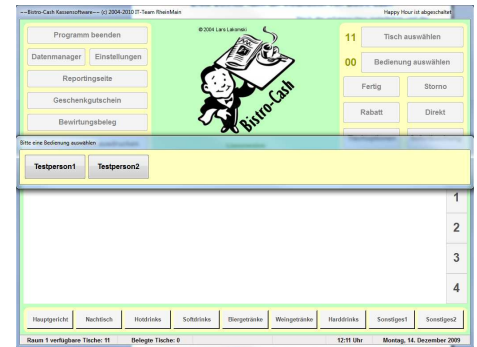 ~~Bistro-Cash Kassensoftware~~ (c) 2004-2010 IT-Team RheinMain
Happy Hour ist abgeschaltet
Programm beenden
© 2004 Lars Lakomski
11
Tisch auswählen
Datenmanager
Einstellungen
00
Bedienung auswählen
Reportingseite
Fertig
Storno
Geschenkgutschein
Rabatt
Direkt
Bewirtungsbeleg
Bistro-Cash
Bitte eine Bedienung auswählen
Testperson1
Testperson2
1
2
3
4
Hauptgericht
Nachtisch
Hotdrinks
Softdrinks
Biergetränke
Weingetränke
Harddrinks
Sonstiges1
Sonstiges2
Raum 1 verfügbare Tische: 11
Belegte Tische: 0
12:11 Uhr
Montag, 14. Dezember 2009